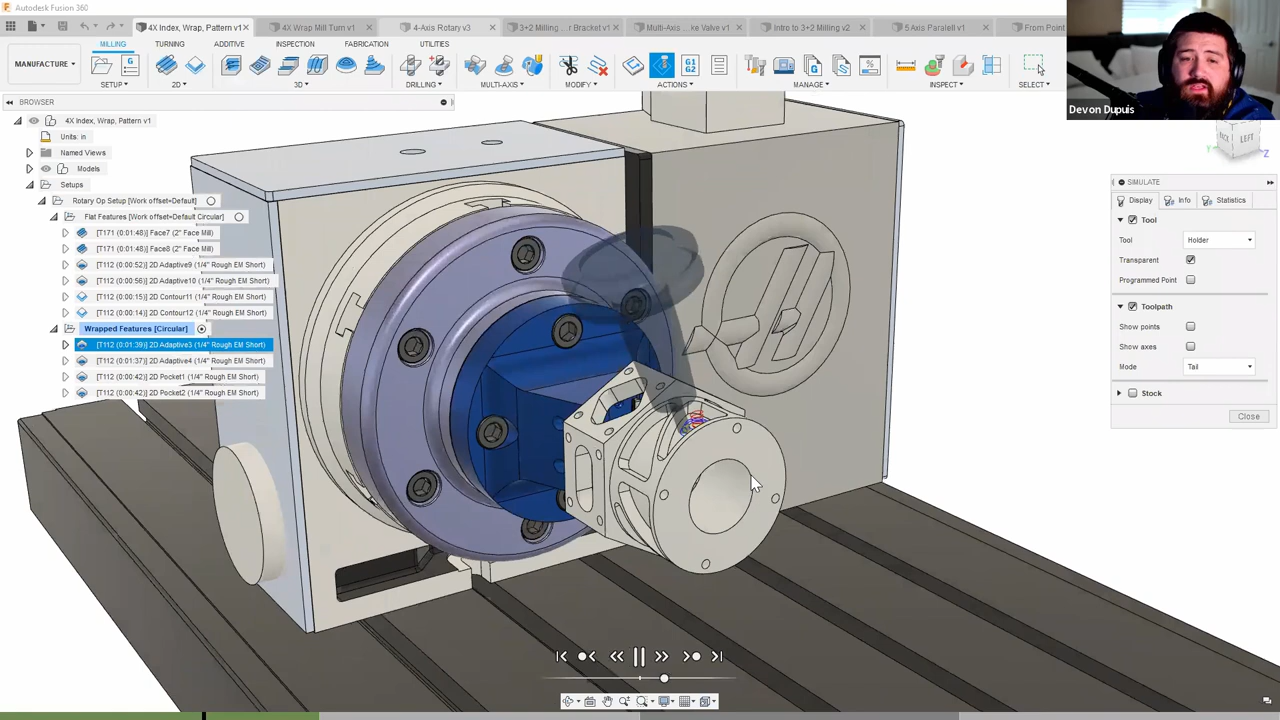 Autodesk Fusion 360
4X Index, Wrap, Pattern v1*
4X Wrap Mill Turn v1*
4-Axis Rotary v3*
3+2 Milling ... r Bracket v1*
Multi-Axis ... ke Valve v1*
Intro to 3+2 Milling v2*
5 Axis Paralell v1*
From Point
MILLING
TURNING
ADDITIVE
INSPECTION
FABRICATION
UTILITIES
MANUFACTURE
G1
G2
SETUP
2D
3D
DRILLING
MULTI-AXIS
MODIFY
ACTIONS
MANAGE
INSPECT
SELECT
Devon Dupuis
BROWSER
4X Index, Wrap, Pattern v1
Units: in
Named Views
Models
Setups
Rotary Op Setup [Work offset=Default]
Flat Features [Work offset=Default Circular]
[T171 (0:01:48)] Face7 (2" Face Mill)
[T171 (0:01:48)] Face8 (2" Face Mill)
[T112 (0:00:52)] 2D Adaptive9 (1/4" Rough EM Short)
[T112 (0:00:56)] 2D Adaptive10 (1/4" Rough EM Short)
[T112 (0:00:15)] 2D Contour11 (1/4" Rough EM Short)
[T112 (0:00:14)] 2D Contour12 (1/4" Rough EM Short)
Wrapped Features [Circular]
[T112 (0:01:39)] 2D Adaptive3 (1/4" Rough EM Short)
[T112 (0:01:37)] 2D Adaptive4 (1/4" Rough EM Short)
[T112 (0:00:42)] 2D Pocket1 (1/4" Rough EM Short)
[T112 (0:00:42)] 2D Pocket2 (1/4" Rough EM Short)
LEFT
Y
Z
SIMULATE
Display
Info
Statistics
Tool
Tool
Holder
Transparent
Programmed Point
Toolpath
Show points
Show axes
Mode
Tail
Stock
Close